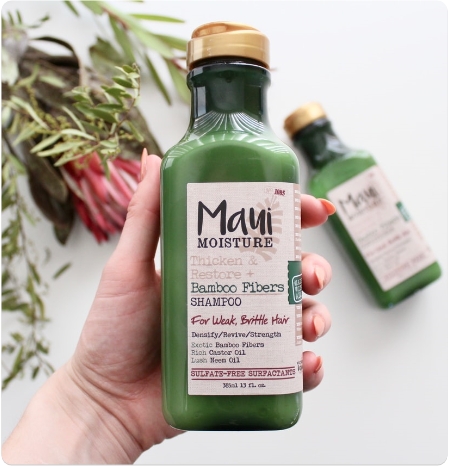 Maui
MOISTURE
Thicken &
Restore +
Bamboo Fibers
SHAMPOO
For Weak, Brittle Hair
Densify/Revive/Strength
Exotic Bamboo Fibers
Rich Castor Oil
Lush Neem Oil
SULFATE-FREE SURFACTANTS
385ml 13 fl. oz.
Maui
MOISTURE